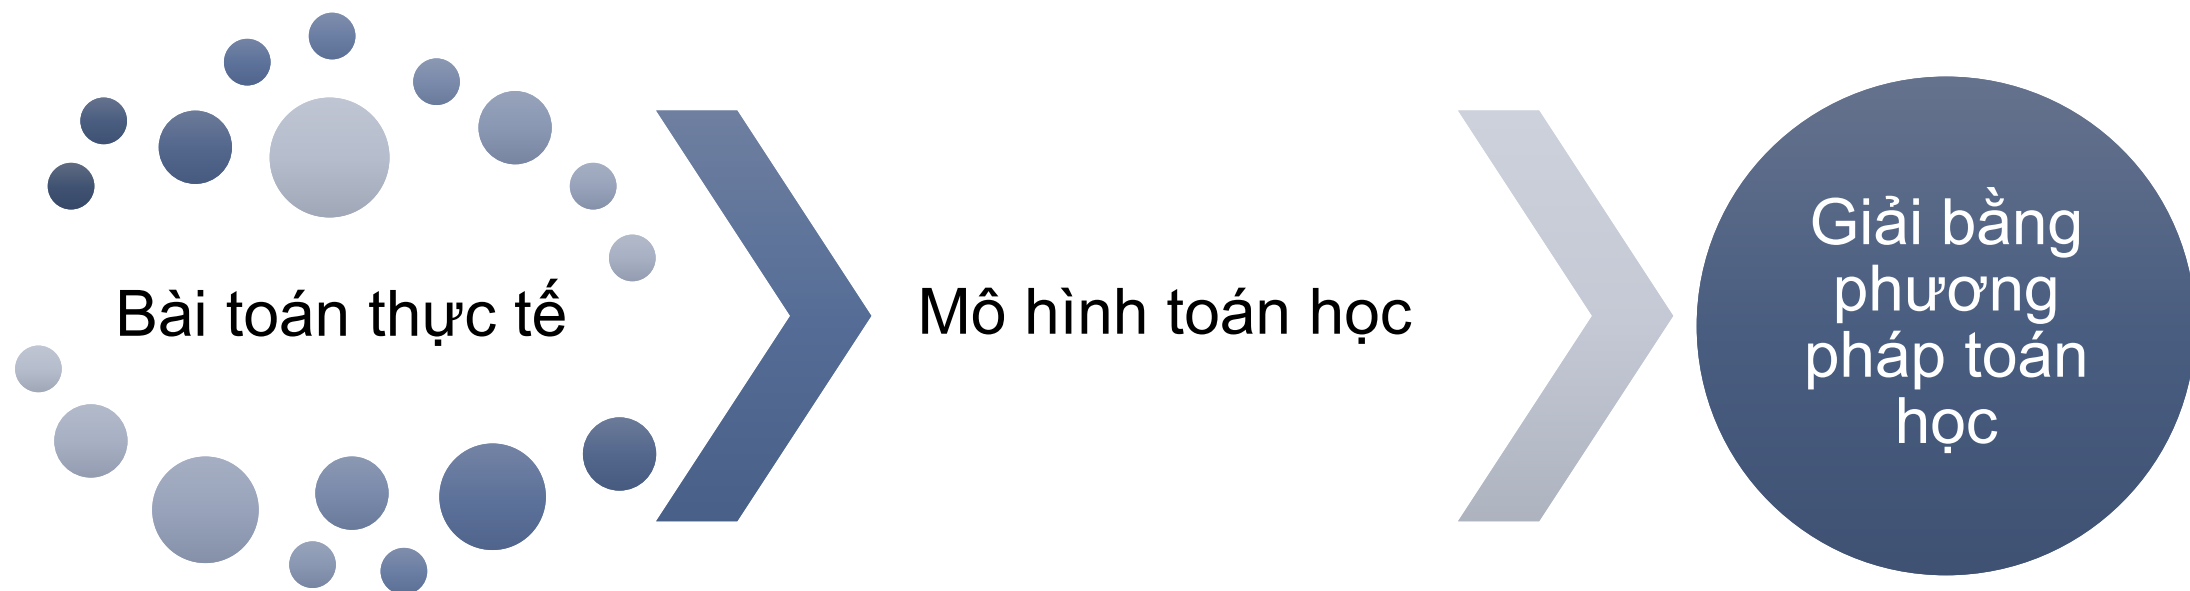 Bài toán thực tế
Mô hình toán học
Giải bằng
phương
pháp toán
học